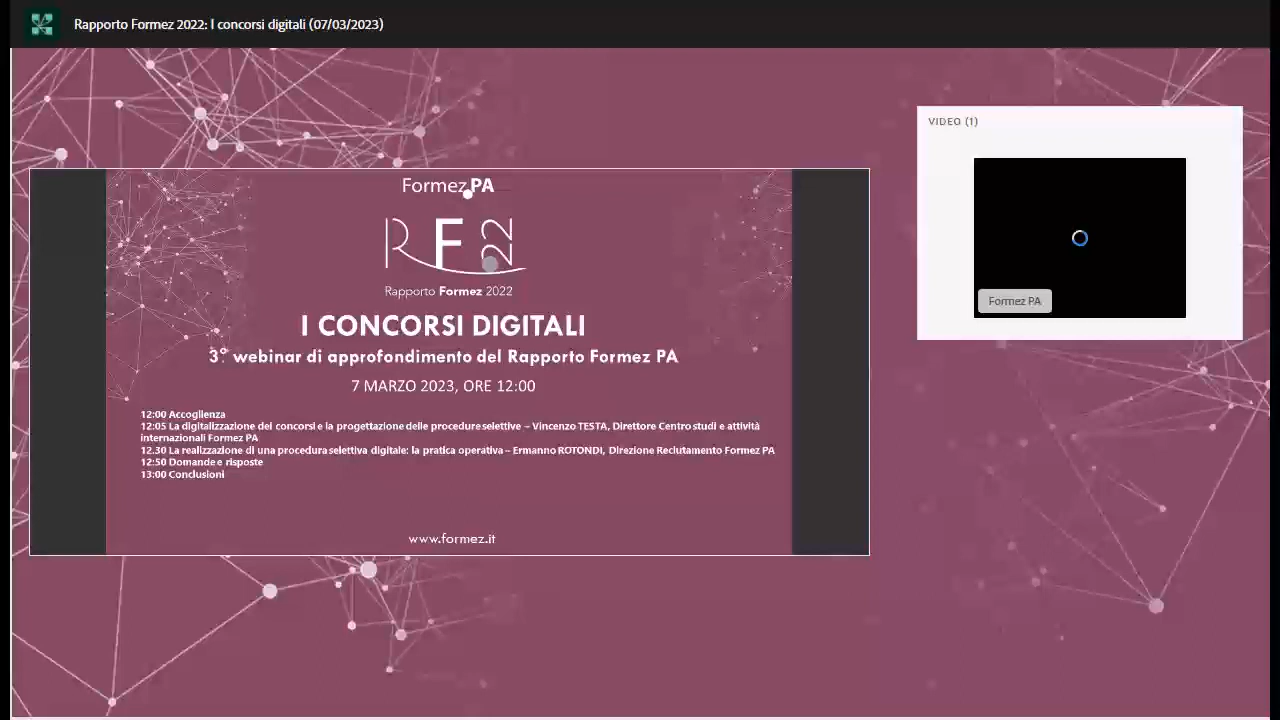 Rapporto Formez 2022: I concorsi digitali (07/03/2023)
VIDEO (1)
Formez PA
Formez PA
RF22
Rapporto Formez 2022
I CONCORSI DIGITALI
3° webinar di approfondimento del Rapporto Formez PA
7 MARZO 2023, ORE 12:00
12:00 Accoglienza
12:05 La digitalizzazione dei concorsi e la progettazione delle procedure selettive – Vincenzo TESTA, Direttore Centro studi e attività
internazionali Formez PA
12.30 La realizzazione di una procedura selettiva digitale: la pratica operativa – Ermanno ROTONDI, Direzione Reclutamento Formez PA
12:50 Domande e risposte
13:00 Conclusioni
www.formez.it